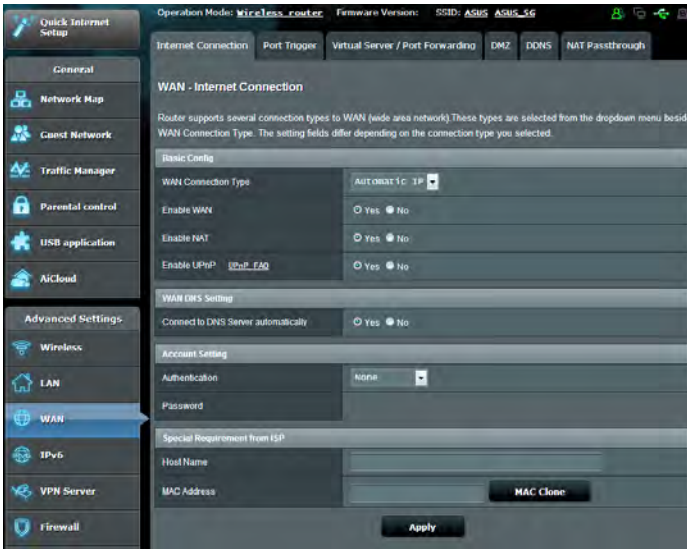 Quick Internet
Setup
General
Network Map
Guest Network
Traffic Manager
Parental control
USB application
AiCloud
Advanced Settings
Wireless
LAN
WAN
IPv6
VPN Server
Firewall
Operation Mode: Wireless router Firmware Version: SSID: ASUS ASUS_5G
Internet Connection Port Trigger Virtual Server / Port Forwarding DMZ DDNS NAT Passthrough
WAN - Internet Connection
Router supports several connection types to WAN (wide area network).These types are selected from the dropdown menu besid
WAN Connection Type. The setting fields differ depending on the connection type you selected.
Basic Config
WAN Connection Type Automatic IP
Enable WAN Yes No
Enable NAT Yes No
Enable UPnP UPnP FAQ Yes No
WAN DNS Setting
Connect to DNS Server automatically Yes No
Account Setting
Authentication None
Password
Special Requirement from ISP
Host Name
MAC Address MAC Clone
Apply